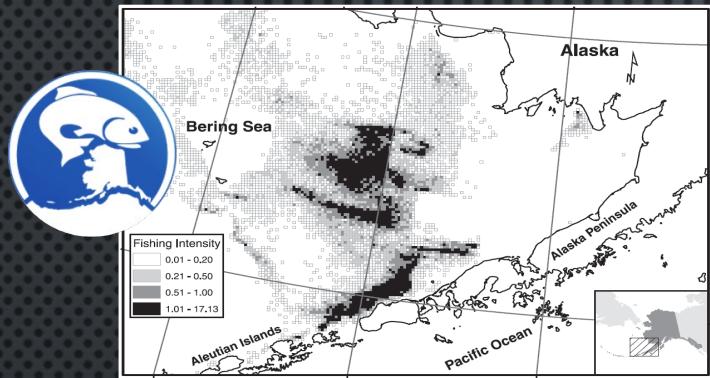 Alaska
N
Bering Sea
Fishing Intensity
0.01 - 0.20
0.21 - 0.50
0.51 - 1.00
1.01 - 17.13
Alaska Peninsula
Aleutian Islands
Pacific Ocean